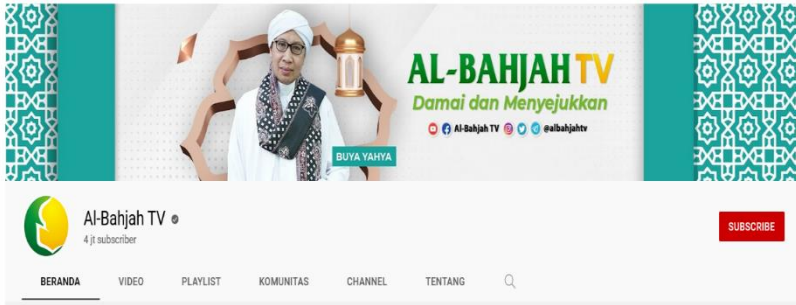 AL-BAHJAH TV
Damai dan Menyejukkan
Al-Bahjah TV @albahjahtv
BUYA YAHYA
Al-Bahjah TV
4 jt subscriber
SUBSCRIBE
BERANDA VIDEO PLAYLIST KOMUNITAS CHANNEL TENTANG